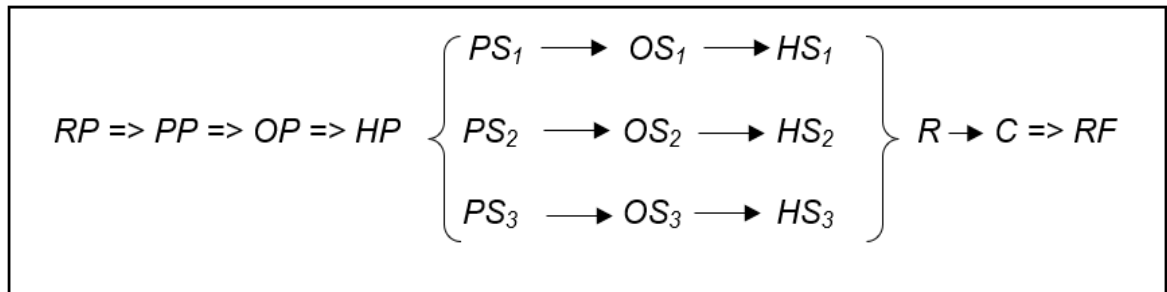 PS₁ → OS₁ → HS₁
RP => PP => OP => HP { PS₂ → OS₂ → HS₂ } R → C => RF
PS₃ → OS₃ → HS₃